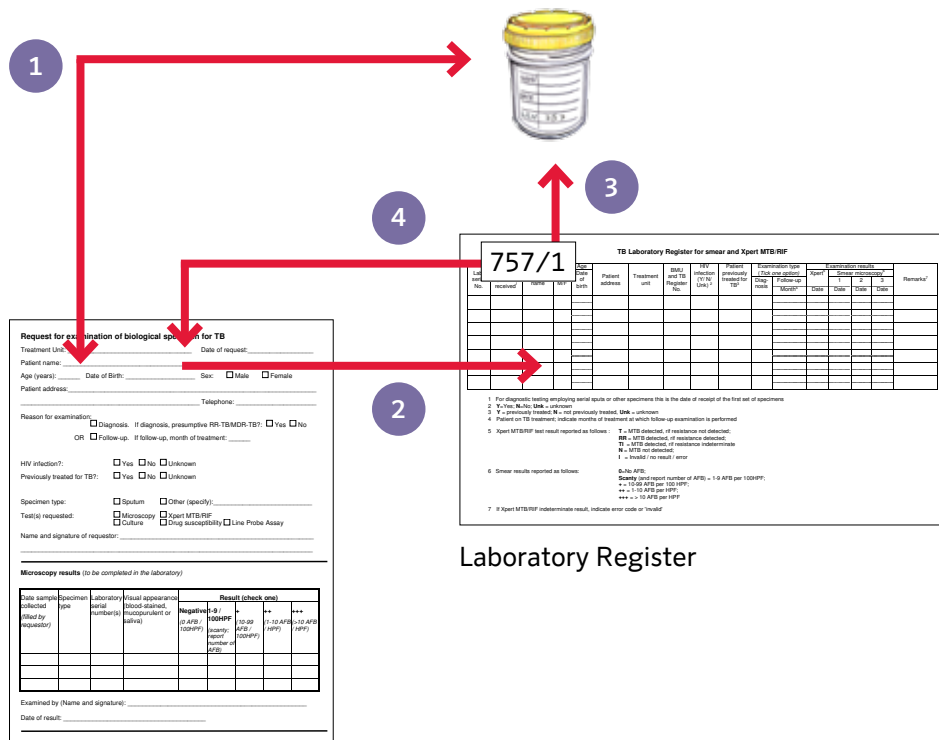 1
3
4
2
757/1
TB Laboratory Register for smear and Xpert MTB/RIF
Lab
serial
No.
received
name
M/F
Age
Date
of
birth
Patient
address
Treatment
unit
BMU
and TB
Register
No.
HIV
infection
(Y/ N/
Unk) 2
Patient
previously
treated for
TB3
Examination type
(Tick one option)
Diag-
nosis
Follow-up
Month4
Examination results
Xpert5
Smear microscopy6
1 2 3
Date Date Date Date
Remarks7
1 For diagnostic testing employing serial sputa or other specimens this is the date of receipt of the first set of specimens
2 Y=Yes; N=No; Unk = unknown
3 Y = previously treated; N = not previously treated, Unk = unknown
4 Patient on TB treatment; indicate months of treatment at which follow-up examination is performed
5 Xpert MTB/RIF test result reported as follows : T = MTB detected, rif resistance not detected;
RR = MTB detected, rif resistance detected;
TI = MTB detected, rif resistance indeterminate
N = MTB not detected;
I = Invalid / no result / error
6 Smear results reported as follows: 0=No AFB;
Scanty (and report number of AFB) = 1-9 AFB per 100HPF;
+ = 10-99 AFB per 100 HPF;
++ = 1-10 AFB per HPF;
+++ = > 10 AFB per HPF
7 If Xpert MTB/RIF indeterminate result, indicate error code or 'invalid'
Laboratory Register
Request for examination of biological specimen for TB
Treatment Unit: Date of request:
Patient name:
Age (years): Date of Birth: Sex: Male Female
Patient address:
Telephone:
Reason for examination:
Diagnosis. If diagnosis, presumptive RR-TB/MDR-TB?: Yes No
OR Follow-up. If follow-up, month of treatment:
HIV infection?: Yes No Unknown
Previously treated for TB?: Yes No Unknown
Specimen type: Sputum Other (specify):
Test(s) requested: Microscopy Xpert MTB/RIF
Culture Drug susceptibility Line Probe Assay
Name and signature of requestor:
Microscopy results (to be completed in the laboratory)
Date sample
collected
(filled by
requestor)
Specimen
type
Laboratory
serial
number(s)
Visual appearance
(blood-stained,
mucopurulent or
saliva)
Result (check one)
Negative
(0 AFB /
100HPF)
1-9 /
100HPF
(scanty;
report
number of
AFB)
+
(10-99
AFB /
100HPF)
++
(1-10 AFB
/ HPF)
+++
(>10 AFB
/ HPF)
Examined by (Name and signature):
Date of result: